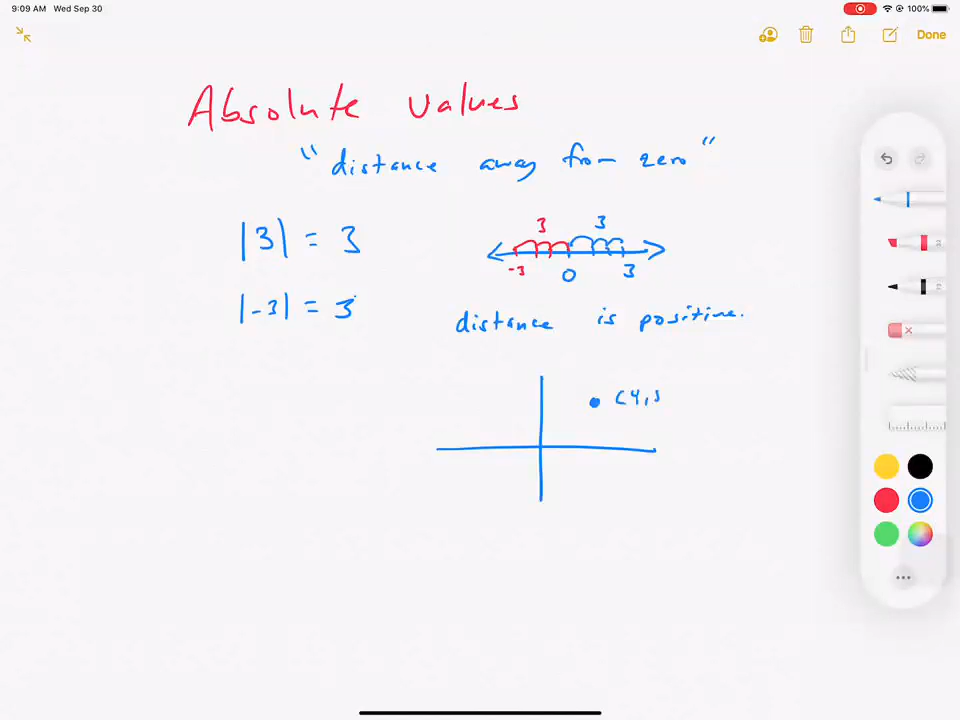 9:09 AM Wed Sep 30 100%
Done
Absolute values
"distance away from zero"
|3| = 3
3 3
-3 0 3
|-3| = 3
distance is positive.
(4,